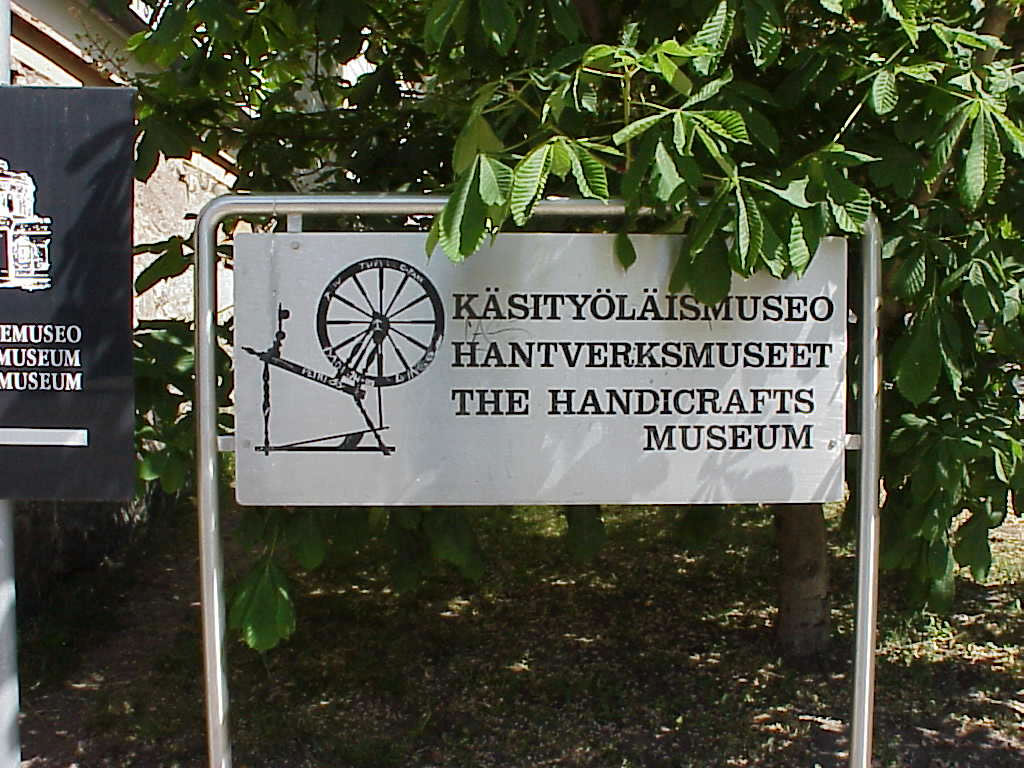 EMUSEO
MUSEUM
MUSEUM
KÄSITYÖLÄISMUSEO
HANTVERKSMUSEET
THE HANDICRAFTS
MUSEUM